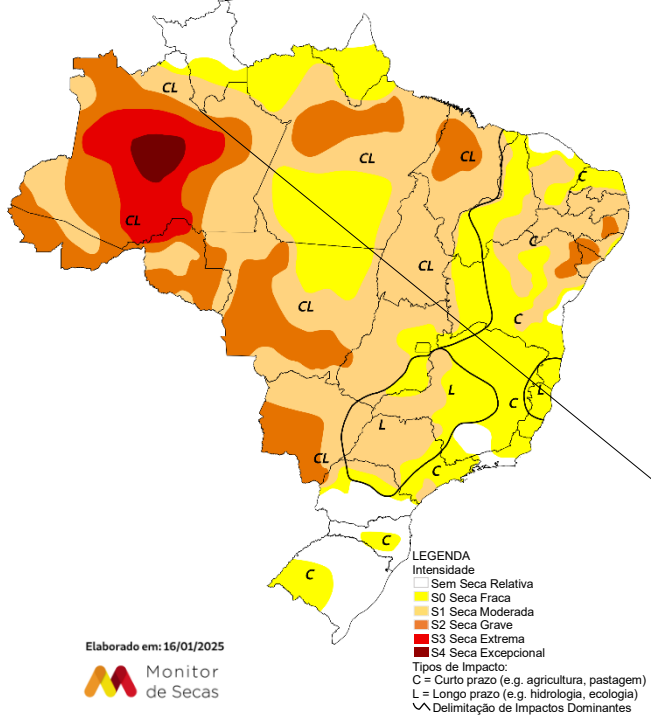 CL
CL
CL
C
CL
C
CL
CL
C
CL
L
L
C
L
CL
C
C
C
LEGENDA
Intensidade
Sem Seca Relativa
S0 Seca Fraca
S1 Seca Moderada
S2 Seca Grave
S3 Seca Extrema
S4 Seca Excepcional
Tipos de Impacto:
C = Curto prazo (e.g. agricultura, pastagem)
L = Longo prazo (e.g. hidrologia, ecologia)
Delimitação de Impactos Dominantes
Elaborado em: 16/01/2025
Monitor
de Secas